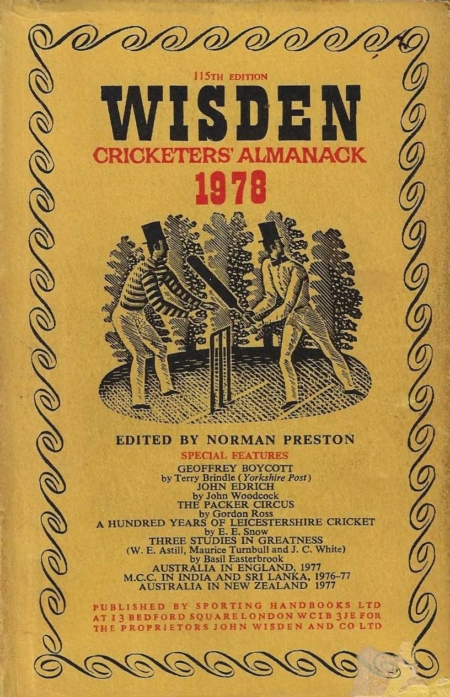 115TH EDITION
WISDEN
CRICKETERS' ALMANACK
1978
EDITED BY NORMAN PRESTON
SPECIAL FEATURES
GEOFFREY BOYCOTT
by Terry Brindle (Yorkshire Post)
JOHN EDRICH
by John Woodcock
THE PACKER CIRCUS
by Gordon Ross
A HUNDRED YEARS OF LEICESTERSHIRE CRICKET
by E. E. Snow
THREE STUDIES IN GREATNESS
(W. E. Astill, Maurice Turnbull and J. C. White)
by Basil Easterbrook
AUSTRALIA IN ENGLAND, 1977
M.C.C. IN INDIA AND SRI LANKA, 1976-77
AUSTRALIA IN NEW ZEALAND 1977
PUBLISHED BY SPORTING HANDBOOKS LTD
AT 13 BEDFORD SQUARE LONDON WC1B 3JE FOR
THE PROPRIETORS JOHN WISDEN AND CO LTD